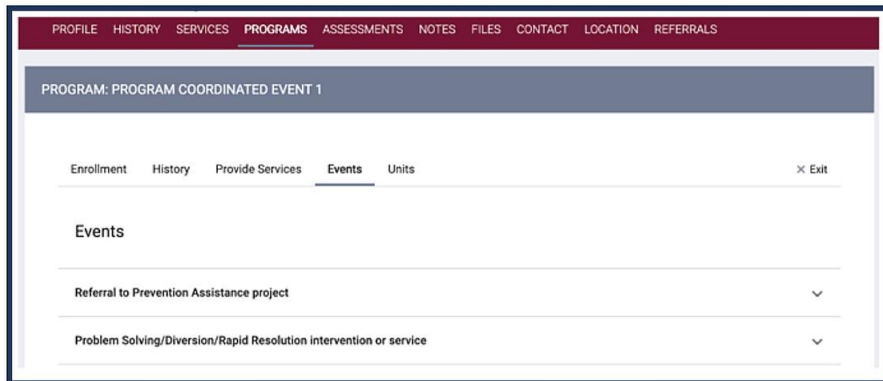 PROFILE HISTORY SERVICES PROGRAMS ASSESSMENTS NOTES FILES CONTACT LOCATION REFERRALS
PROGRAM: PROGRAM COORDINATED EVENT 1
Enrollment History Provide Services Events Units × Exit
Events
Referral to Prevention Assistance project
Problem Solving/Diversion/Rapid Resolution intervention or service